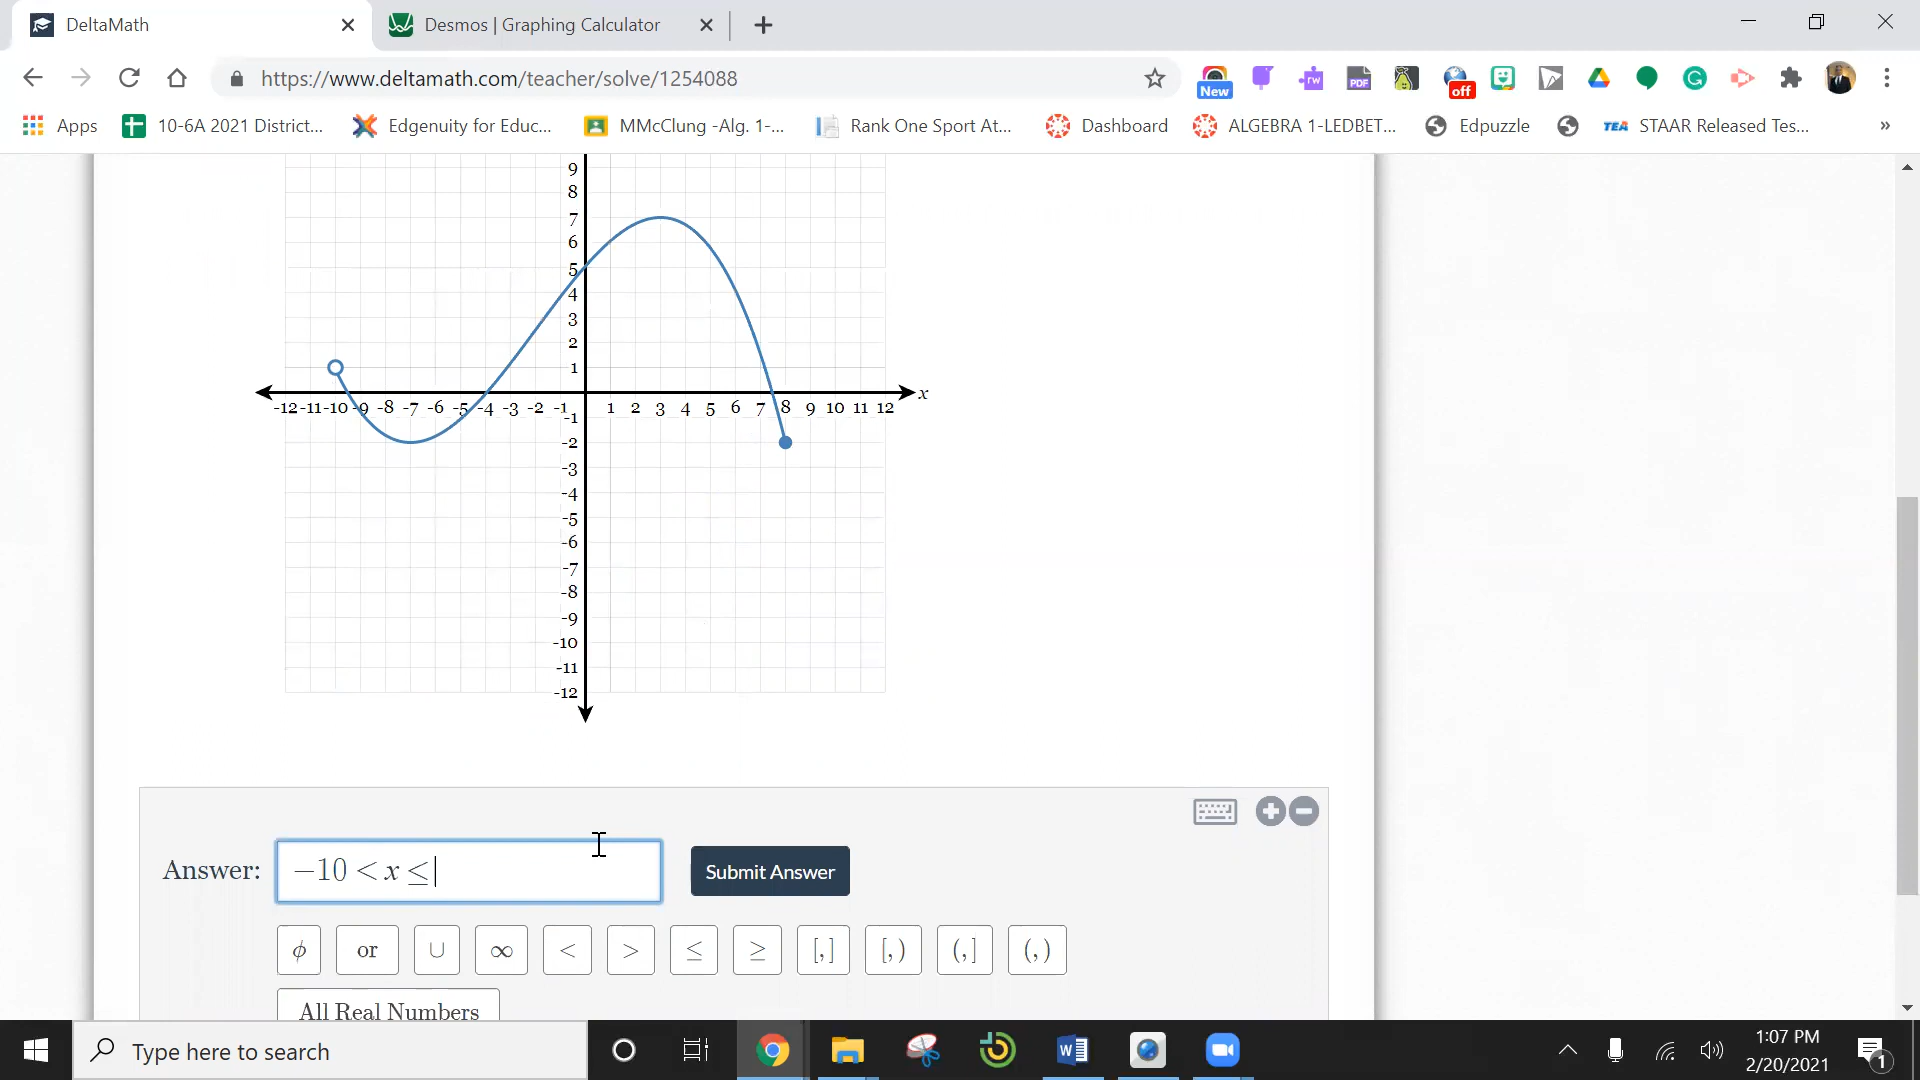 DeltaMath
Desmos | Graphing Calculator
https://www.deltamath.com/teacher/solve/1254088
New
rw
PDF
off
Apps
10-6A 2021 District...
Edgenuity for Educ...
MMcClung -Alg. 1-...
Rank One Sport At...
Dashboard
ALGEBRA 1-LEDBET...
Edpuzzle
TEA
STAAR Released Tes...
»
9
8
7
6
5
4
3
2
1
-12 -11 -10 -9 -8 -7 -6 -5 -4 -3 -2 -1 1 2 3 4 5 6 7 8 9 10 11 12 x
-1
-2
-3
-4
-5
-6
-7
-8
-9
-10
-11
-12
Answer: −10 < x ≤
Submit Answer
ϕ or ∪ ∞ < > ≤ ≥ [,] [,) (,] (,)
All Real Numbers
Type here to search
1:07 PM
2/20/2021
1